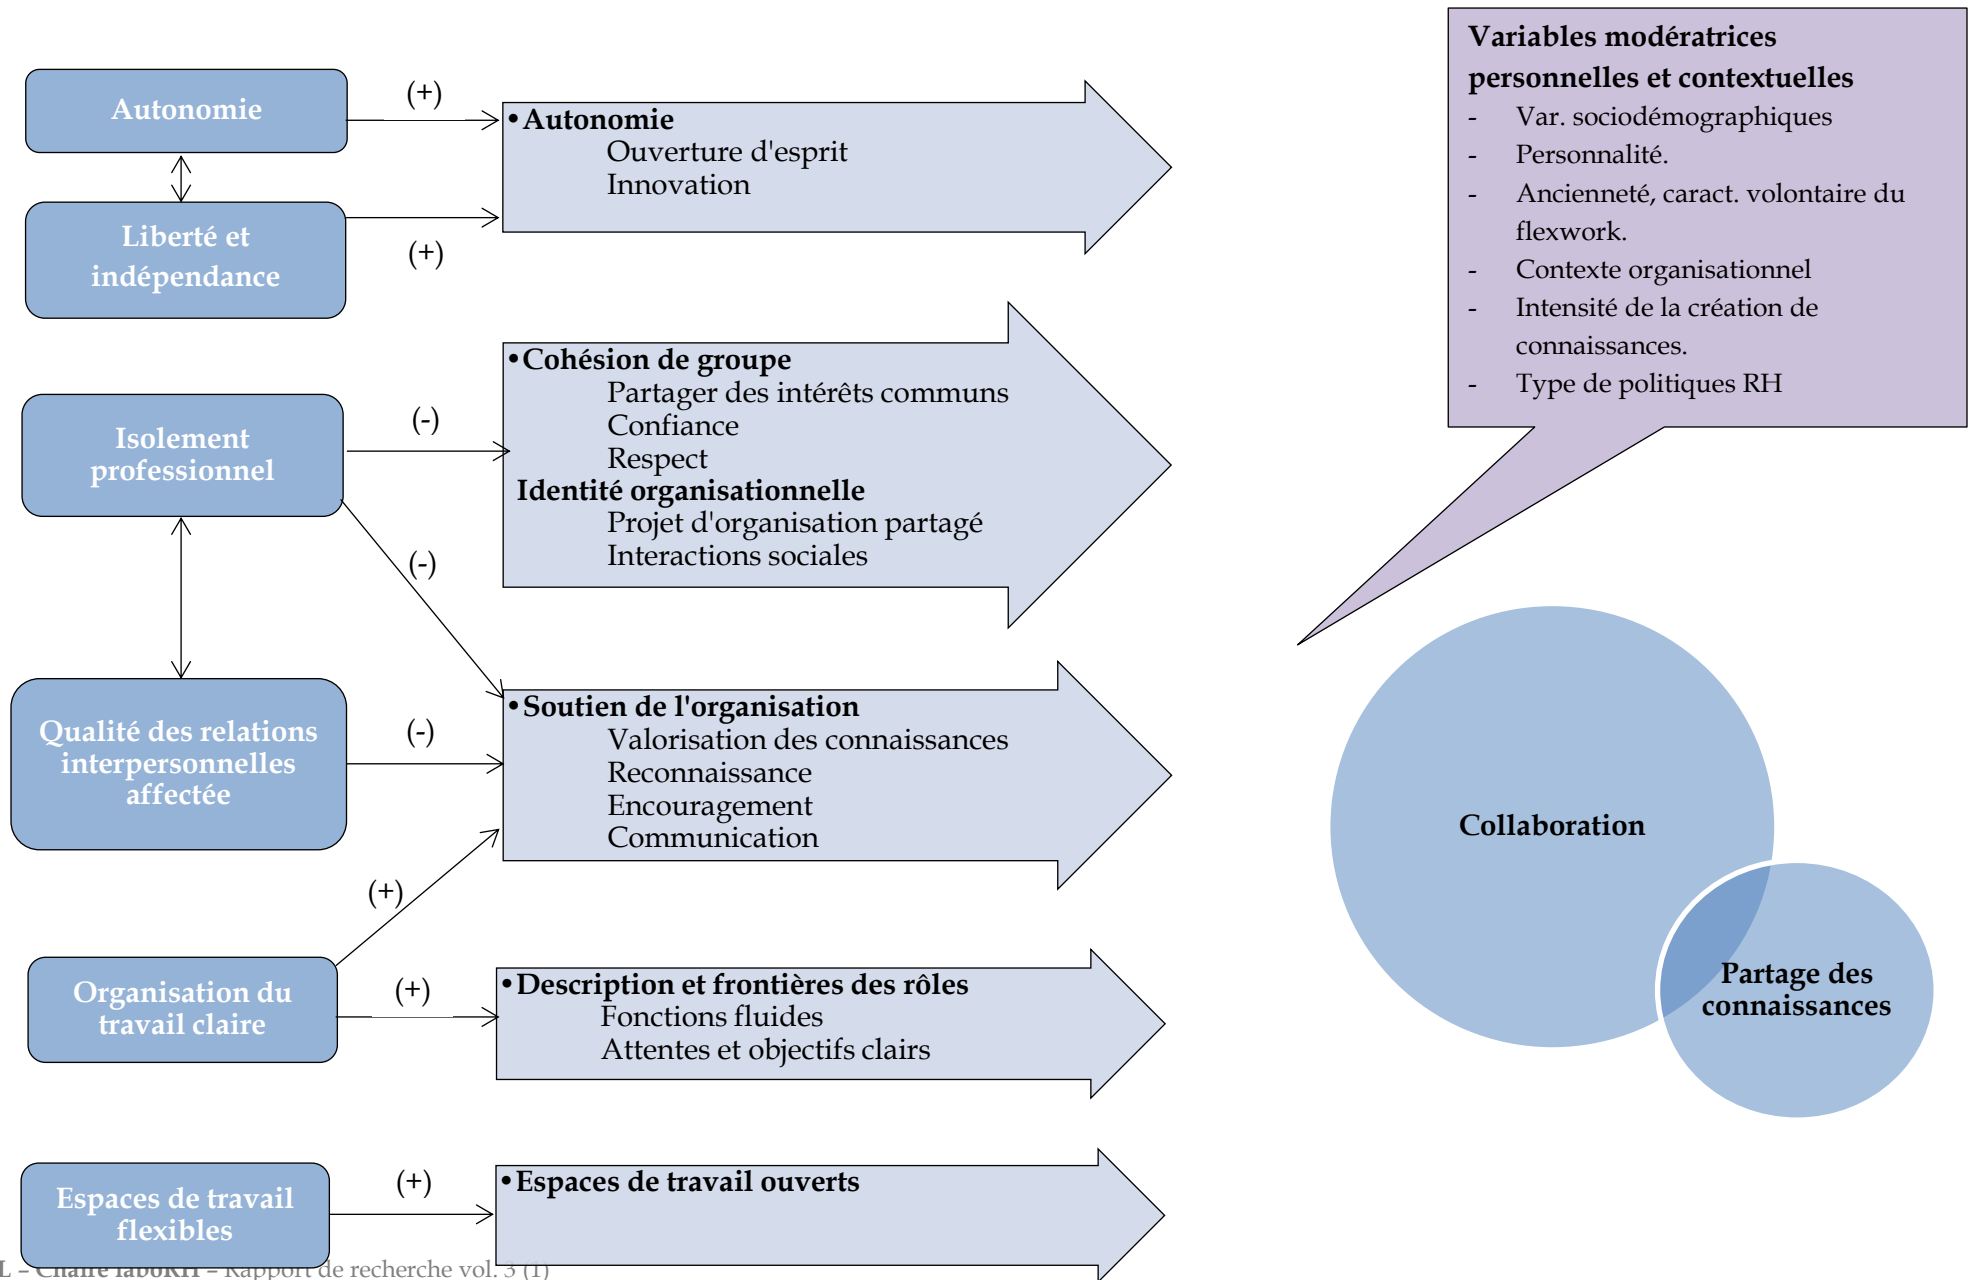 Autonomie
(+)
•Autonomie
Ouverture d'esprit
Innovation
Liberté et
indépendance
(+)
Isolement
professionnel
(-)
(-)
•Cohésion de groupe
Partager des intérêts communs
Confiance
Respect
Identité organisationnelle
Projet d'organisation partagé
Interactions sociales
Qualité des relations
interpersonnelles
affectée
(-)
•Soutien de l'organisation
Valorisation des connaissances
Reconnaissance
Encouragement
Communication
(+)
Organisation du
travail claire
(+)
•Description et frontières des rôles
Fonctions fluides
Attentes et objectifs clairs
Espaces de travail
flexibles
(+)
•Espaces de travail ouverts
Variables modératrices
personnelles et contextuelles
- Var. sociodémographiques
- Personnalité.
- Ancienneté, caract. volontaire du
flexwork.
- Contexte organisationnel
- Intensité de la création de
connaissances.
- Type de politiques RH
Collaboration
Partage des
connaissances
L – Chaire laboRH – Rapport de recherche vol. 3 (1)